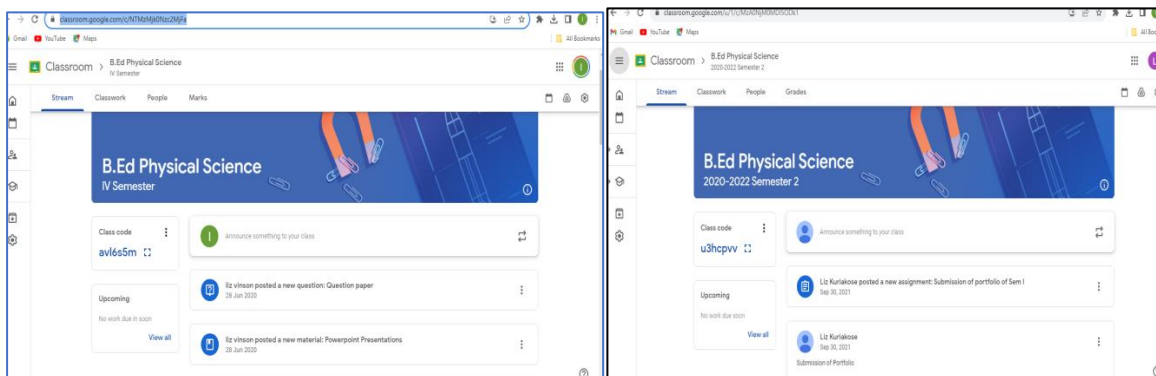 classroom.google.com/c/NTMzMjk0Nzc2MjFa
Gmail YouTube Maps All Bookmarks
Classroom > B.Ed Physical Science
IV Semester
I
Stream Classwork People Marks
B.Ed Physical Science
IV Semester
Class code
avl6s5m
I Announce something to your class
Upcoming
No work due in soon
View all
liz vinson posted a new question: Question paper
28 Jun 2020
liz vinson posted a new material: Powerpoint Presentations
28 Jun 2020
Gmail YouTube Maps All Boo
Classroom > B.Ed Physical Science
2020-2022 Semester 2
Stream Classwork People Grades
B.Ed Physical Science
2020-2022 Semester 2
Class code
u3hcpvv
Announce something to your class
Upcoming
No work due soon
View all
Liz Kuriakose posted a new assignment: Submission of portfolio of Sem I
Sep 30, 2021
Liz Kuriakose
Sep 30, 2021
Submission of Portfolio